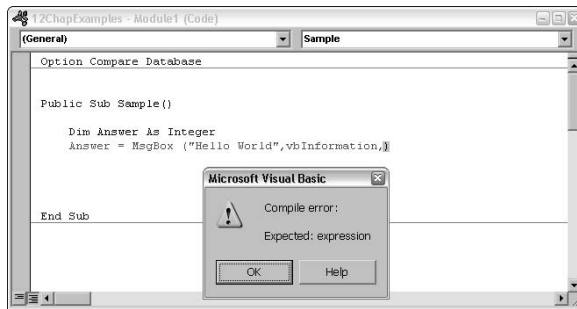 12ChapExamples - Module1 (Code)
(General)
Sample
Option Compare Database
Public Sub Sample()
Dim Answer As Integer
Answer = MsgBox ("Hello World",vbInformation,)
End Sub
Microsoft Visual Basic
Compile error:
Expected: expression
OK
Help